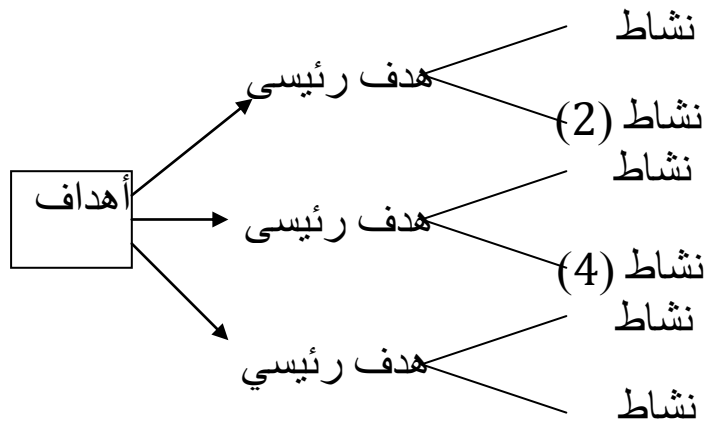 نشاط
هدف رئيسى
نشاط (2)
نشاط
أهداف
هدف رئيسى
نشاط (4)
نشاط
هدف رئيسي
نشاط